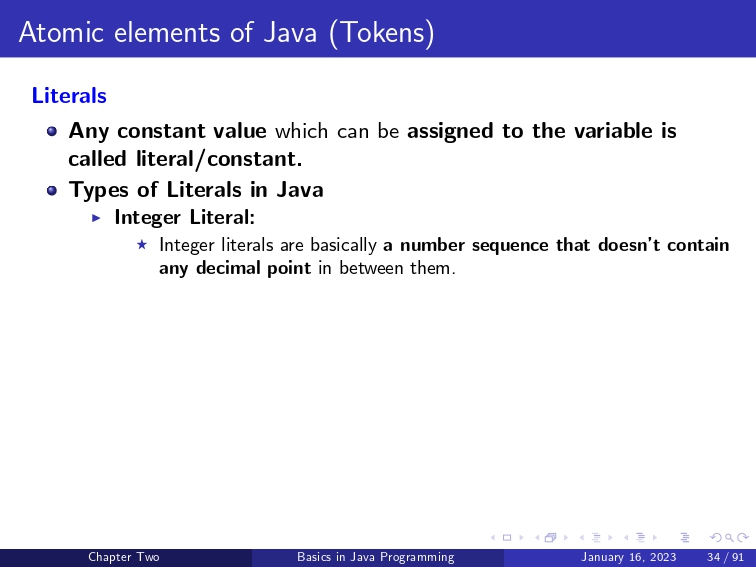 Atomic elements of Java (Tokens)
Literals
Any constant value which can be assigned to the variable is
called literal/constant.
Types of Literals in Java
Integer Literal:
Integer literals are basically a number sequence that doesn't contain
any decimal point in between them.
Chapter Two Basics in Java Programming January 16, 2023 34 / 91